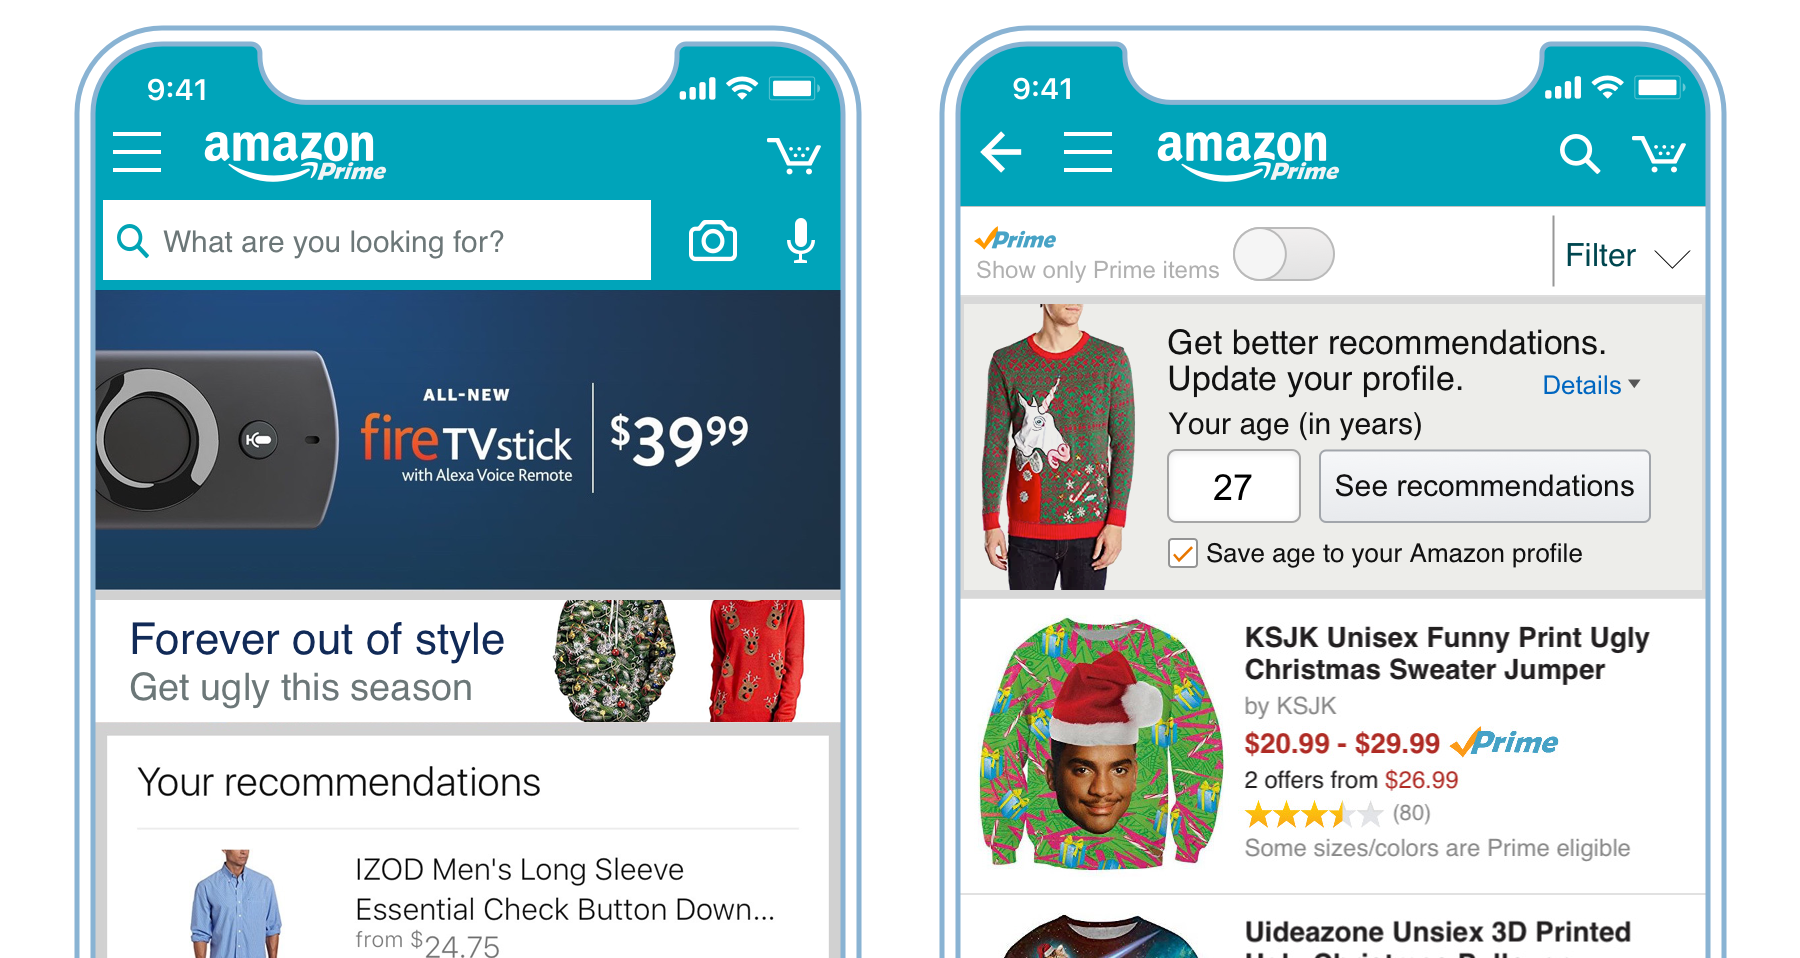 9:41
amazon
Prime
What are you looking for?
ALL-NEW
fireTVstick
with Alexa Voice Remote
$3999
Forever out of style
Get ugly this season
Your recommendations
IZOD Men's Long Sleeve
Essential Check Button Down...
from $24.75
9:41
amazon
Prime
Prime
Show only Prime items
Filter
Get better recommendations.
Update your profile.
Details
Your age (in years)
27
See recommendations
Save age to your Amazon profile
KSJK Unisex Funny Print Ugly
Christmas Sweater Jumper
by KSJK
$20.99 - $29.99 Prime
2 offers from $26.99
(80)
Some sizes/colors are Prime eligible
Uideazone Unsiex 3D Printed